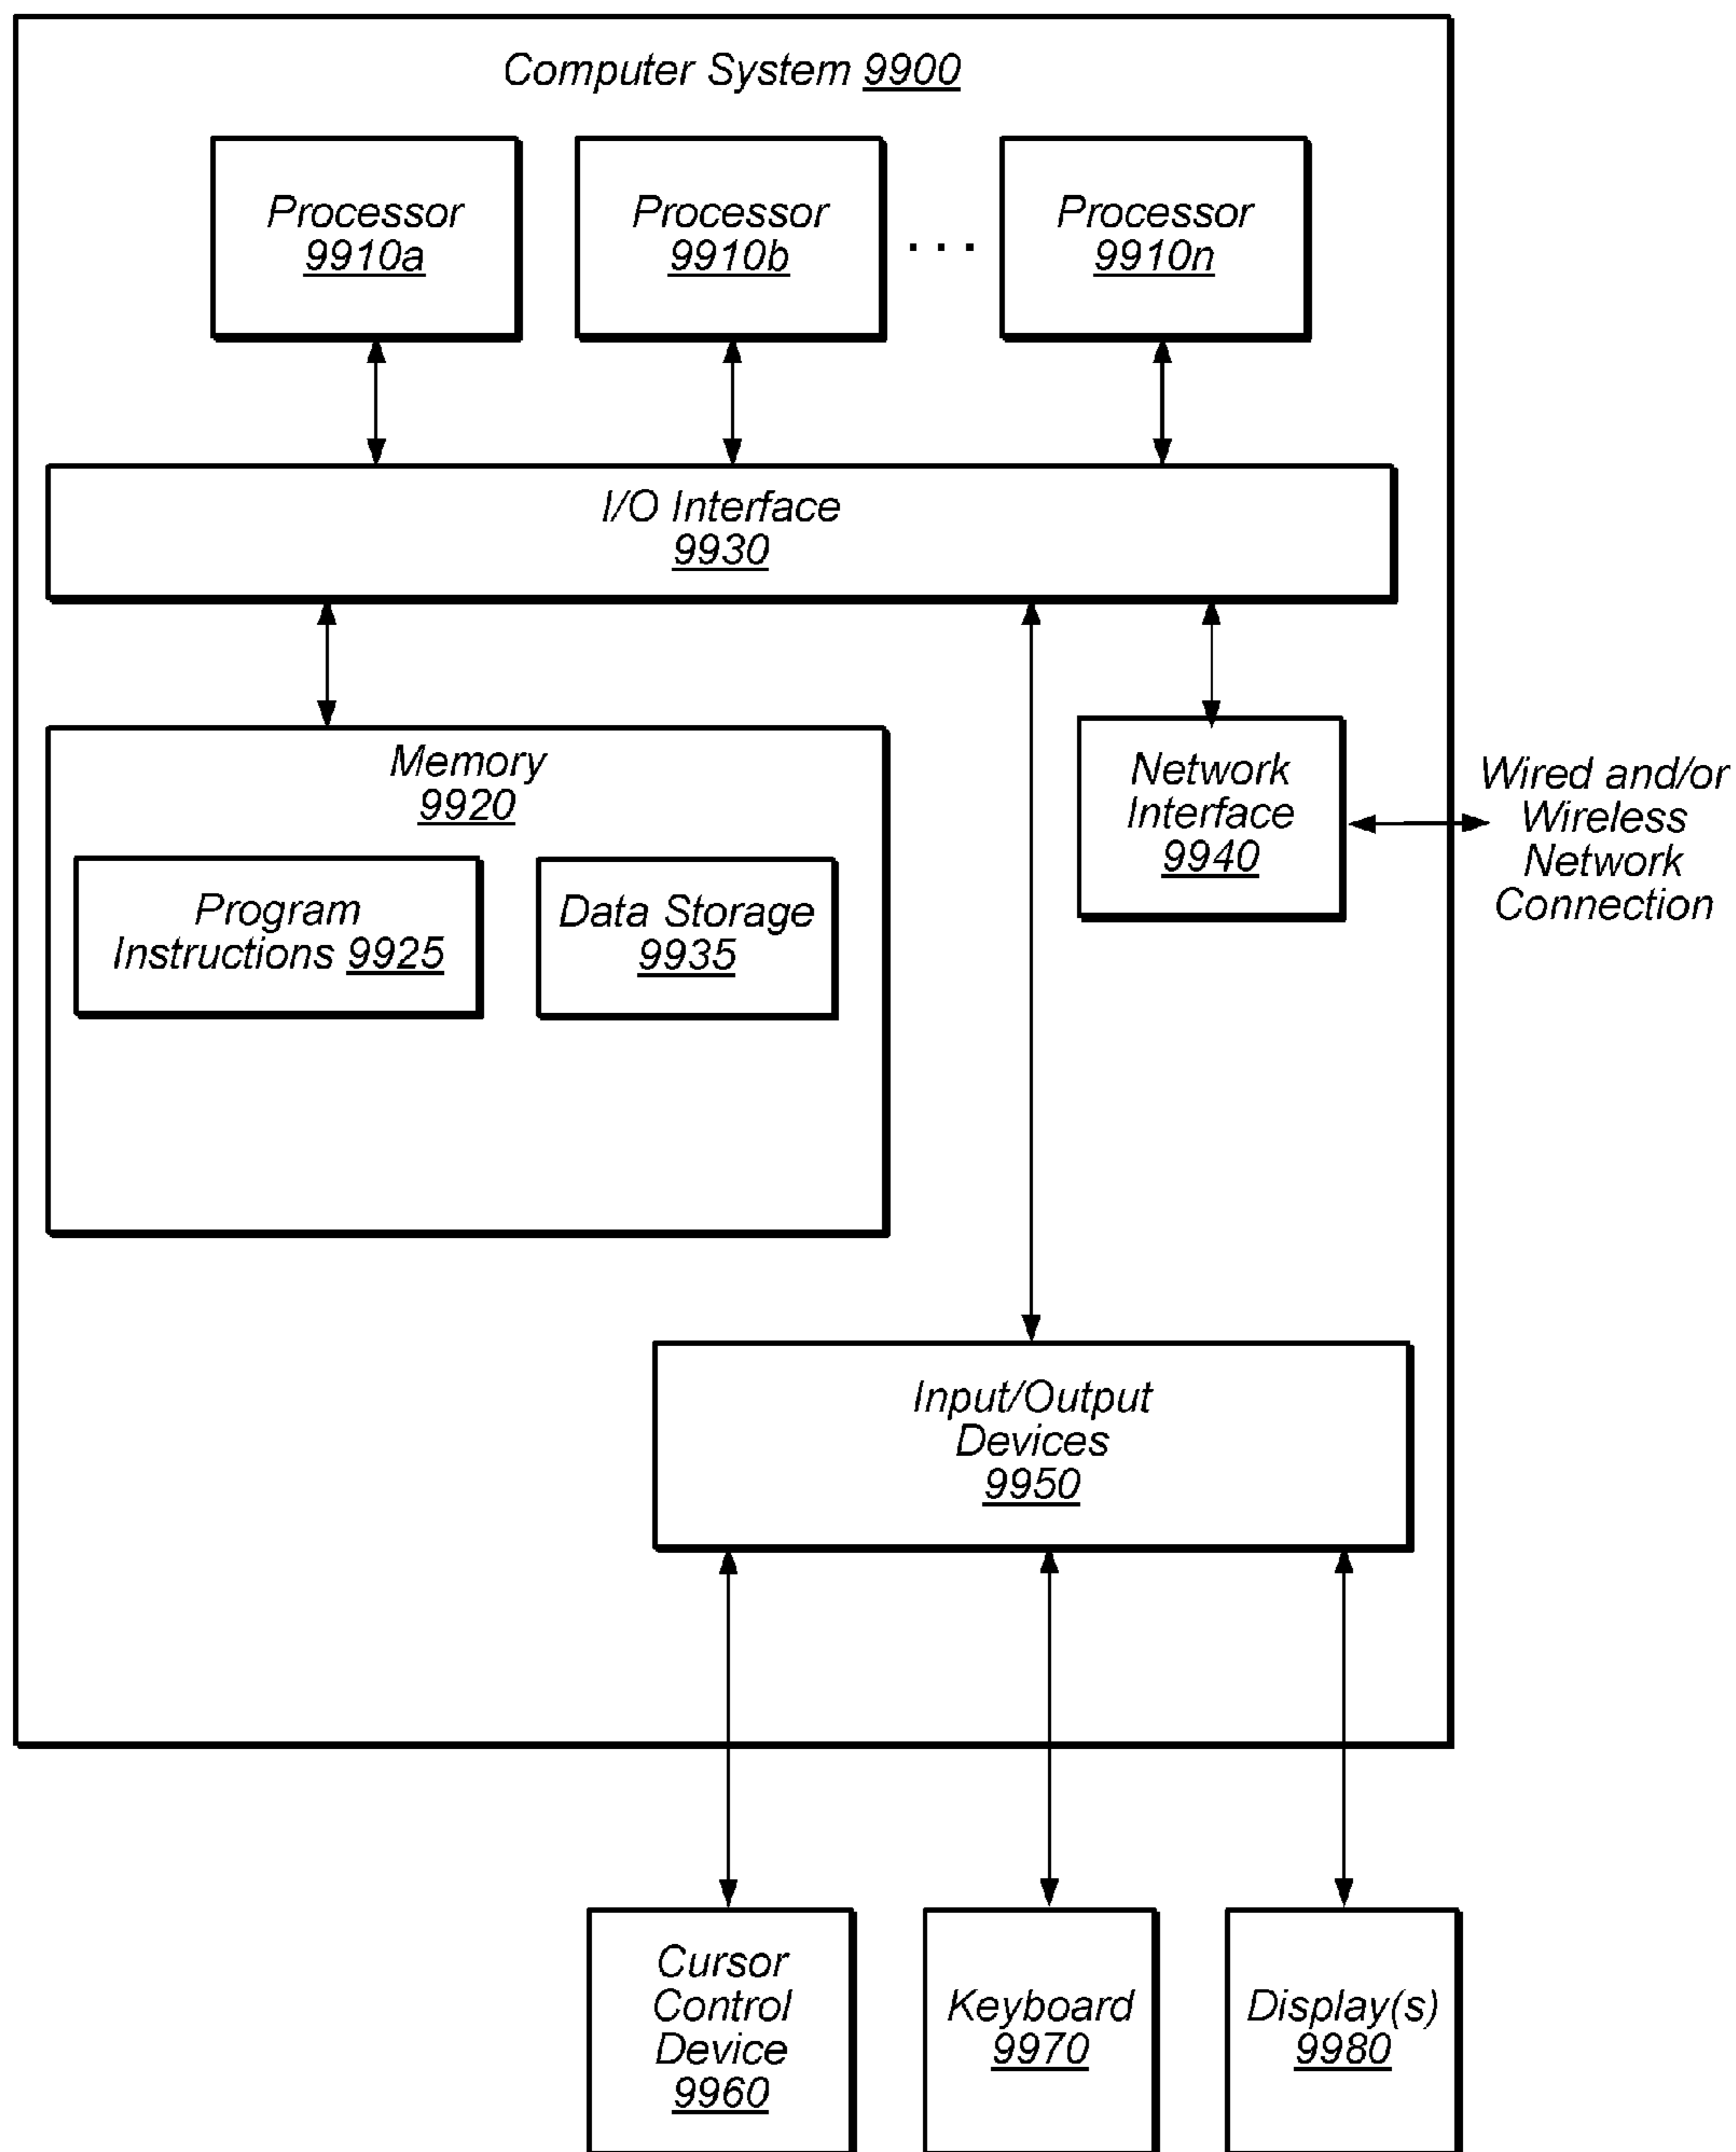 Computer System 9900
Processor
9910a
Processor
9910b
. . .
Processor
9910n
I/O Interface
9930
Memory
9920
Program
Instructions 9925
Data Storage
9935
Network
Interface
9940
Wired and/or
Wireless
Network
Connection
Input/Output
Devices
9950
Cursor
Control
Device
9960
Keyboard
9970
Display(s)
9980